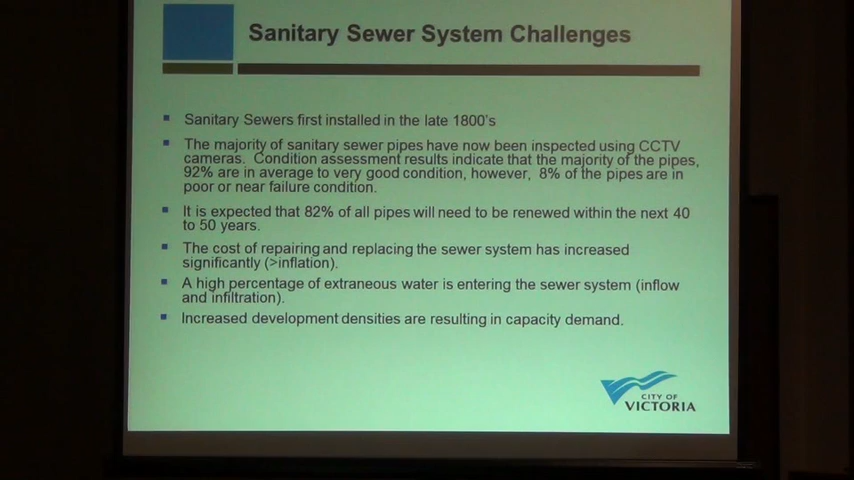 Sanitary Sewer System Challenges
Sanitary Sewers first installed in the late 1800's
The majority of sanitary sewer pipes have now been inspected using CCTV
cameras. Condition assessment results indicate that the majority of the pipes,
92% are in average to very good condition, however, 8% of the pipes are in
poor or near failure condition.
It is expected that 82% of all pipes will need to be renewed within the next 40
to 50 years.
The cost of repairing and replacing the sewer system has increased
significantly (>inflation).
A high percentage of extraneous water is entering the sewer system (inflow
and infiltration).
Increased development densities are resulting in capacity demand.
CITY OF
VICTORIA